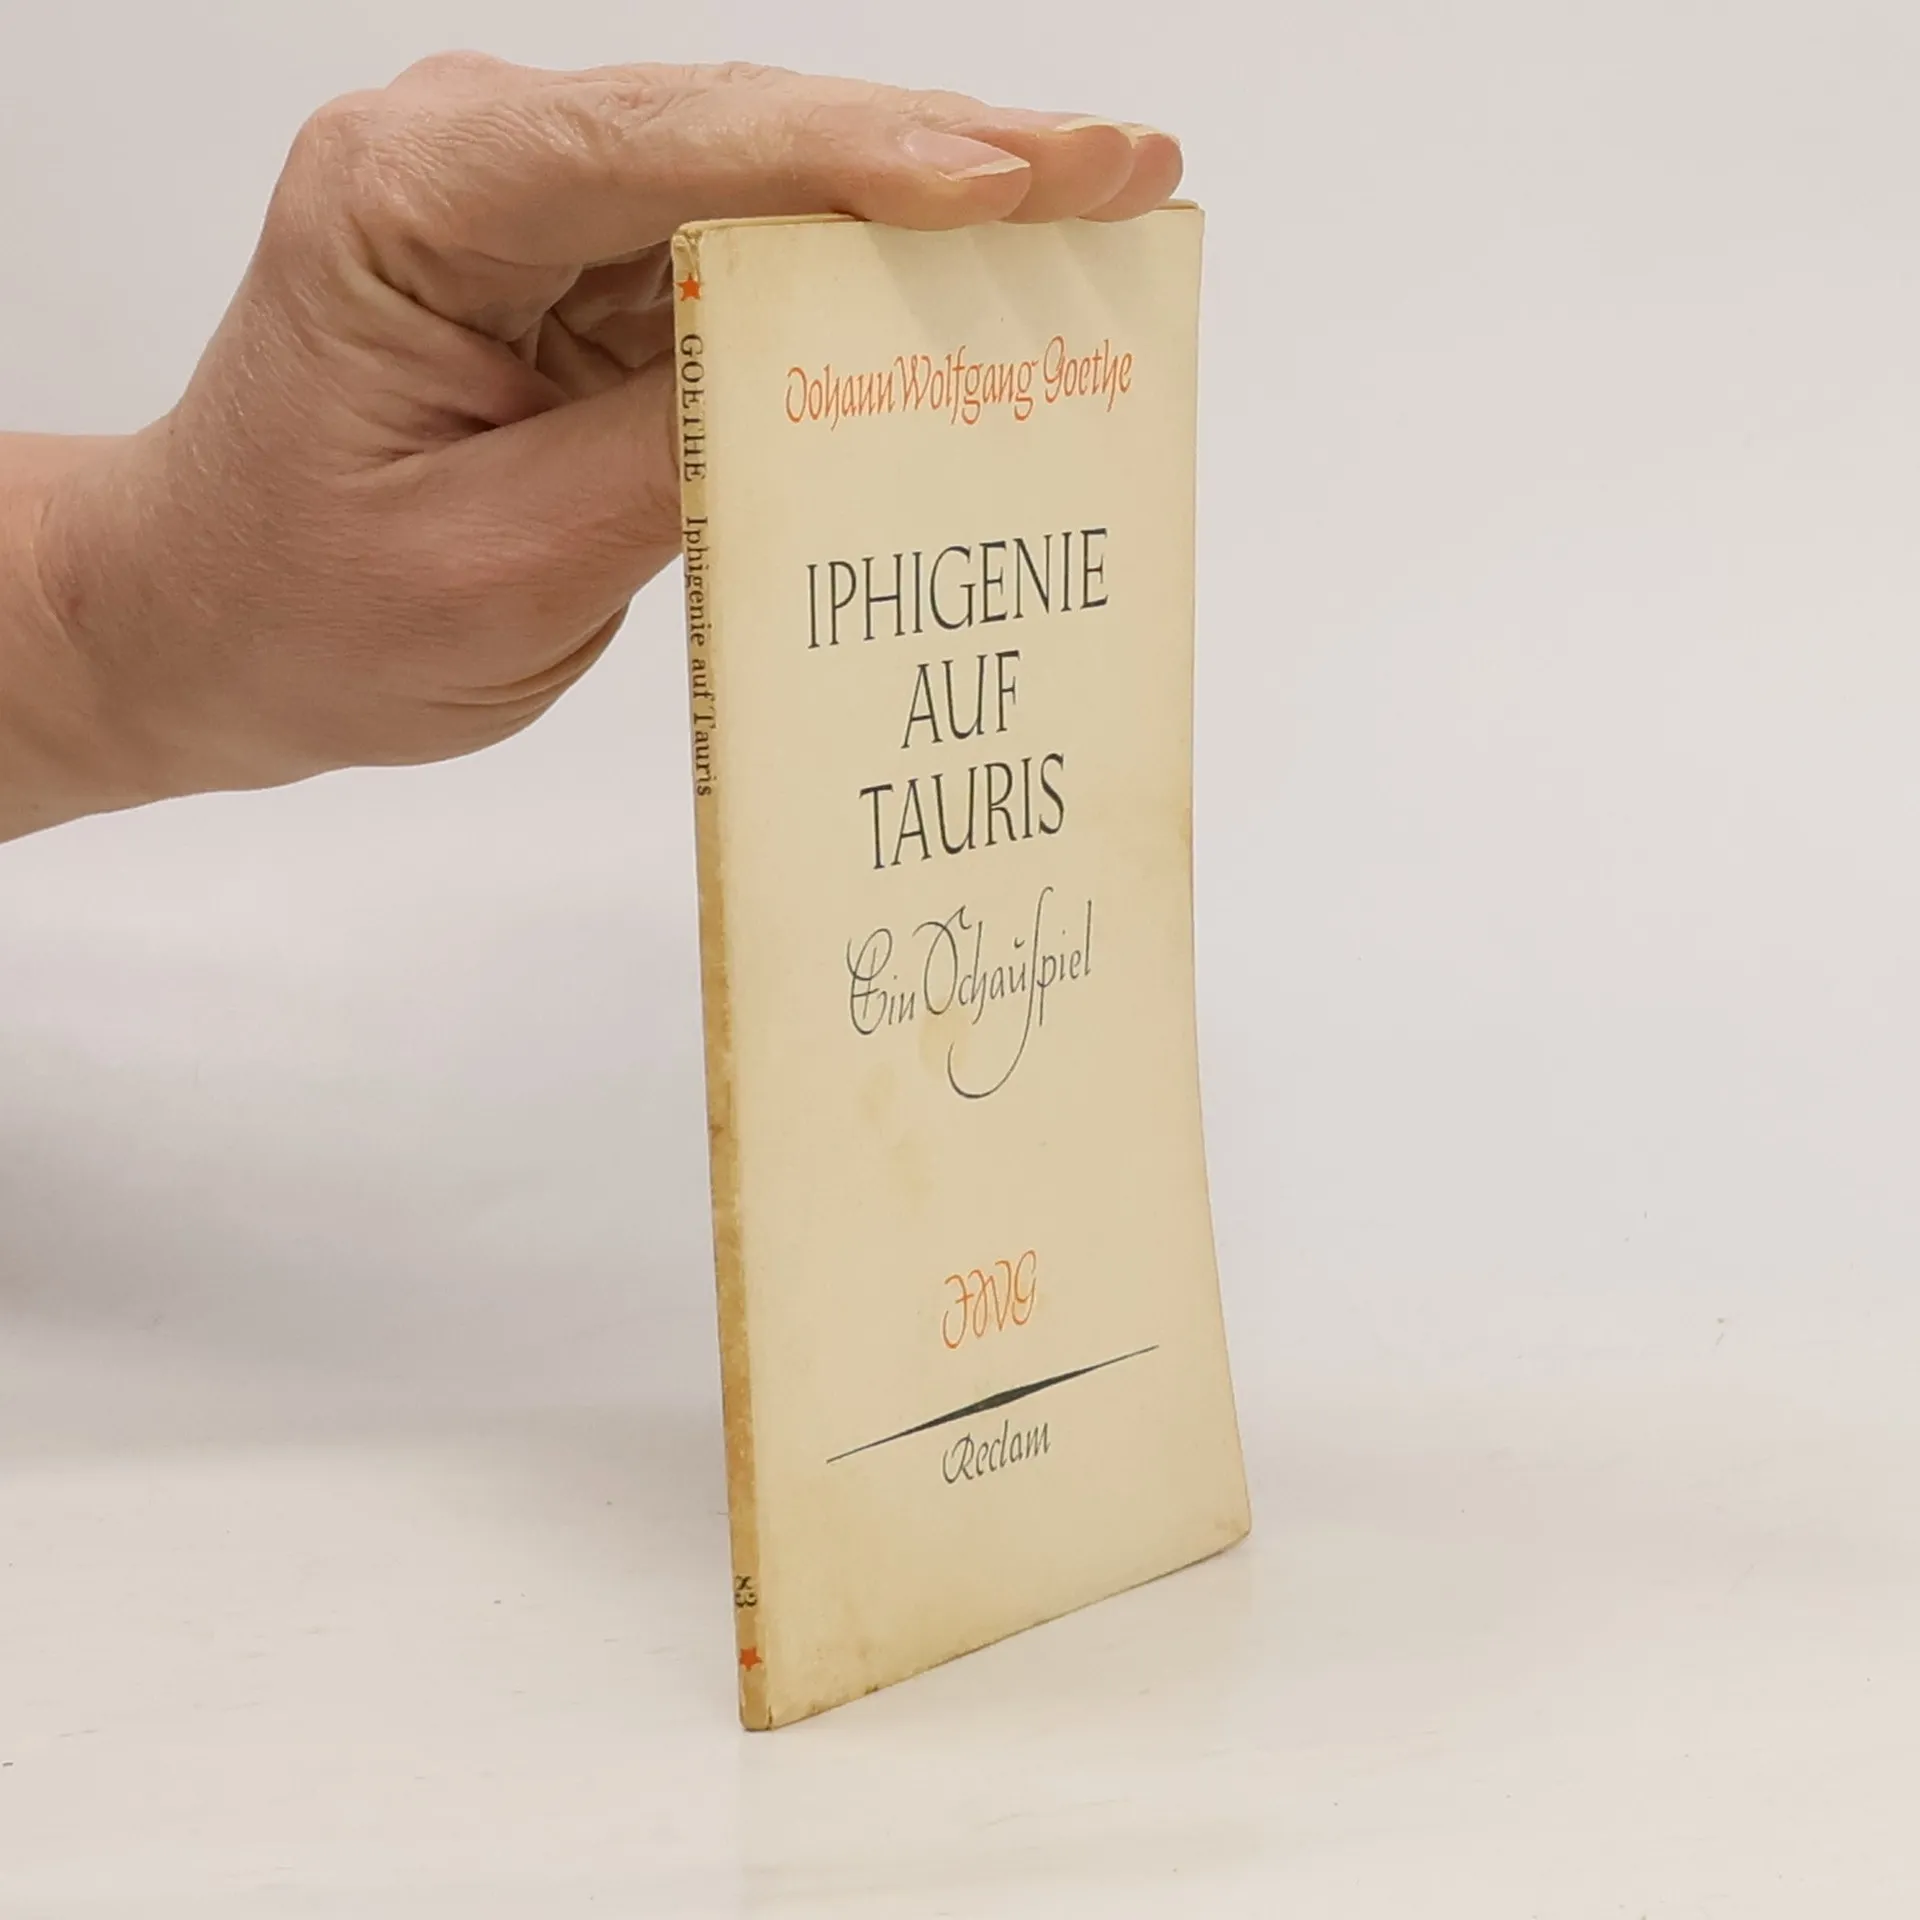 GOETHE Iphigenie auf Tauris
83
Johann Wolfgang Goethe
IPHIGENIE
AUF
TAURIS
Ein Schauſpiel
JWG
Reclam